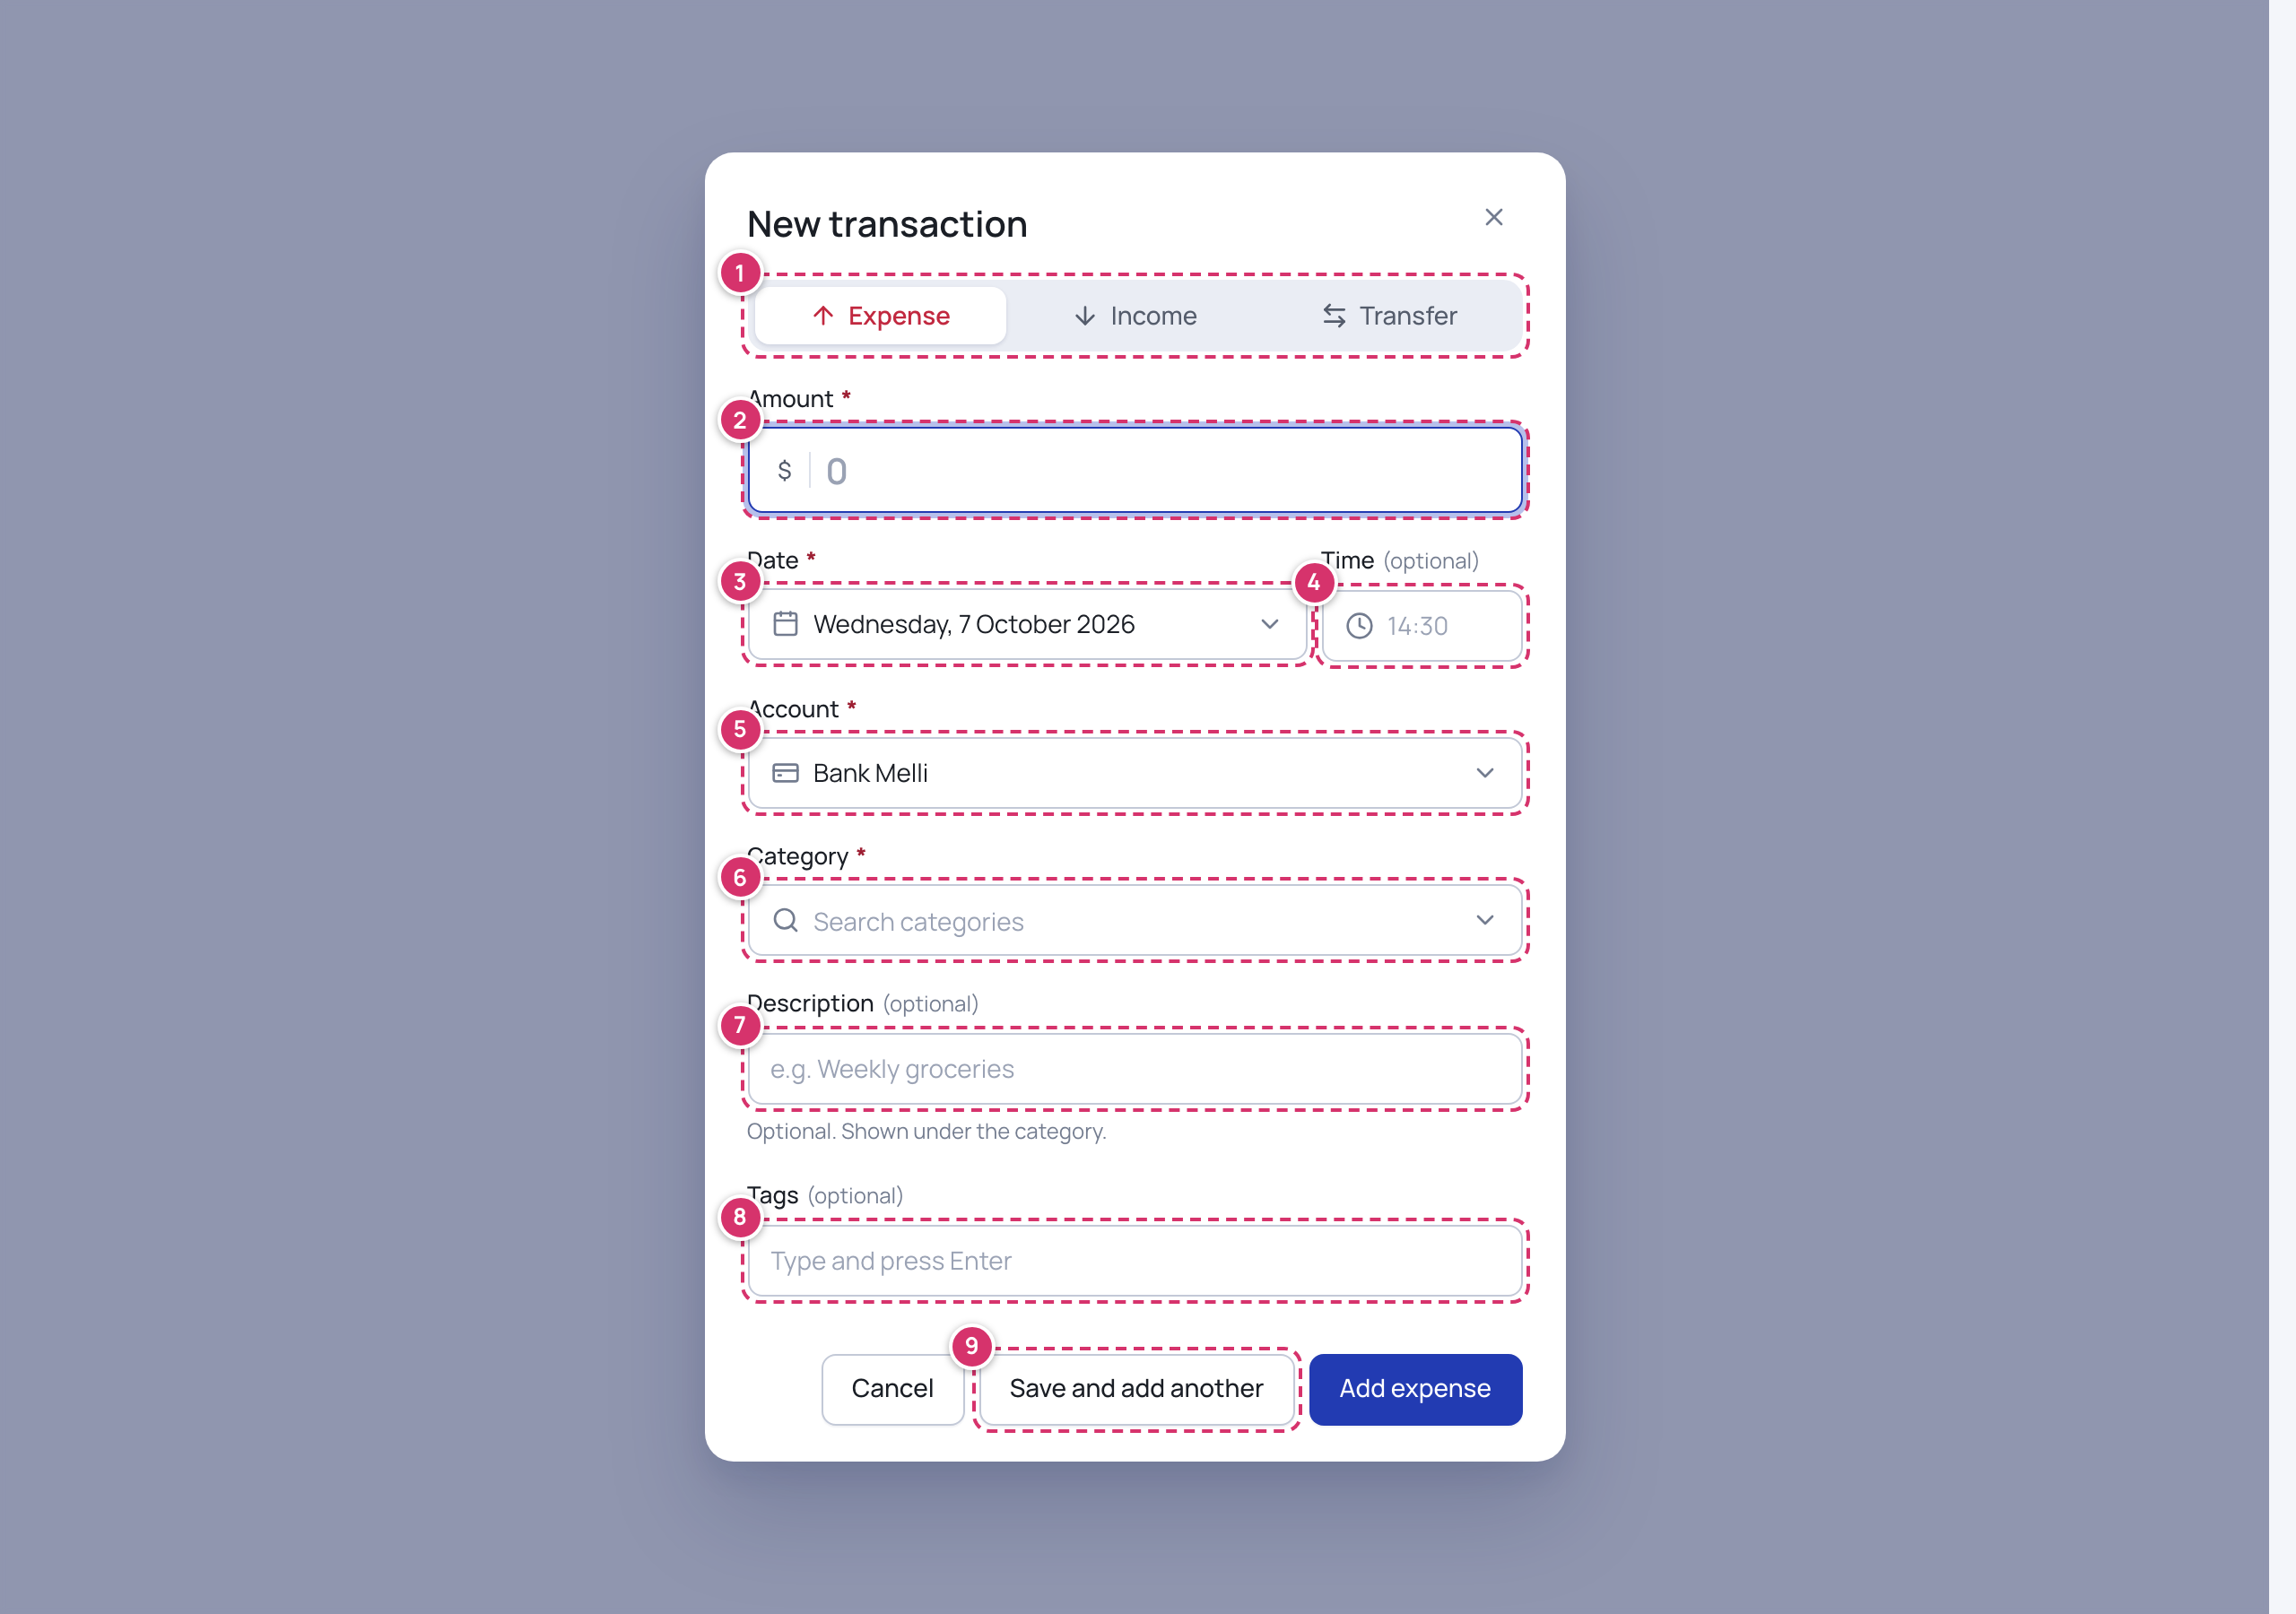 New transaction
1
Expense Income Transfer
Amount *
2
$ 0
Date * Time (optional)
3 4
Wednesday, 7 October 2026 14:30
Account *
5
Bank Melli
Category *
6
Search categories
Description (optional)
7
e.g. Weekly groceries
Optional. Shown under the category.
Tags (optional)
8
Type and press Enter
9
Cancel Save and add another Add expense